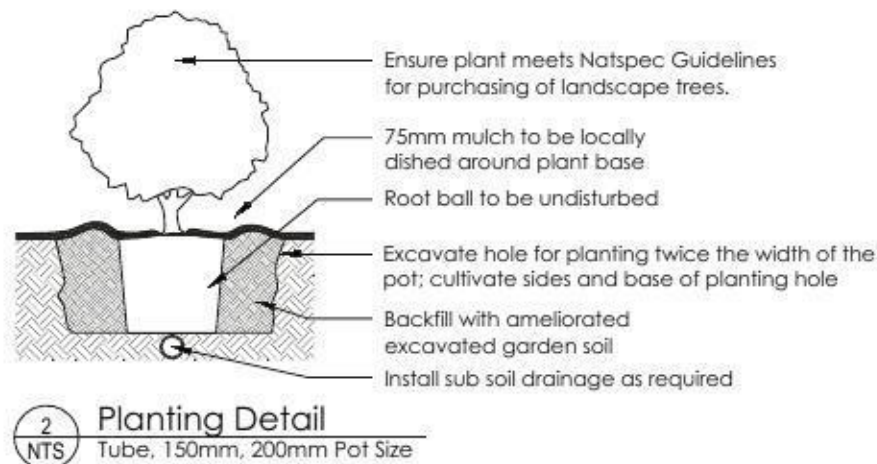 Ensure plant meets Natspec Guidelines
for purchasing of landscape trees.
75mm mulch to be locally
dished around plant base
Root ball to be undisturbed
Excavate hole for planting twice the width of the
pot; cultivate sides and base of planting hole
Backfill with ameliorated
excavated garden soil
Install sub soil drainage as required
2
NTS
Planting Detail
Tube, 150mm, 200mm Pot Size